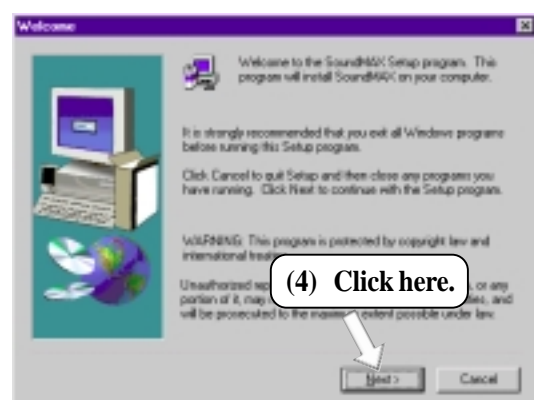 Welcome
Welcome to the SoundMAX Setup program. This
program will install SoundMAX on your computer.
It is strongly recommended that you exit all Windows programs
before running this Setup program.
Click Cancel to quit Setup and then close any programs you
have running. Click Next to continue with the Setup program.
WARNING: This program is protected by copyright law and
international
Unauthorized or any
portion of it, may and
will be prosecuted to the maximum extent possible under law.
(4) Click here.
Next >
Cancel